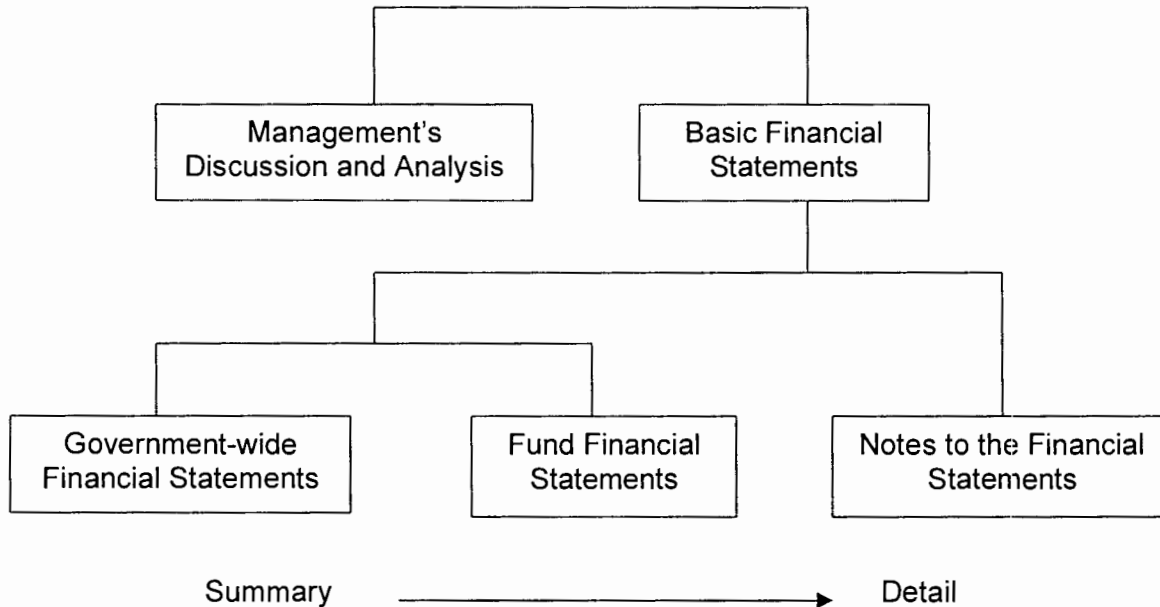 Management's
Discussion and Analysis
Basic Financial
Statements
Government-wide
Financial Statements
Fund Financial
Statements
Notes to the Financial
Statements
Summary
Detail